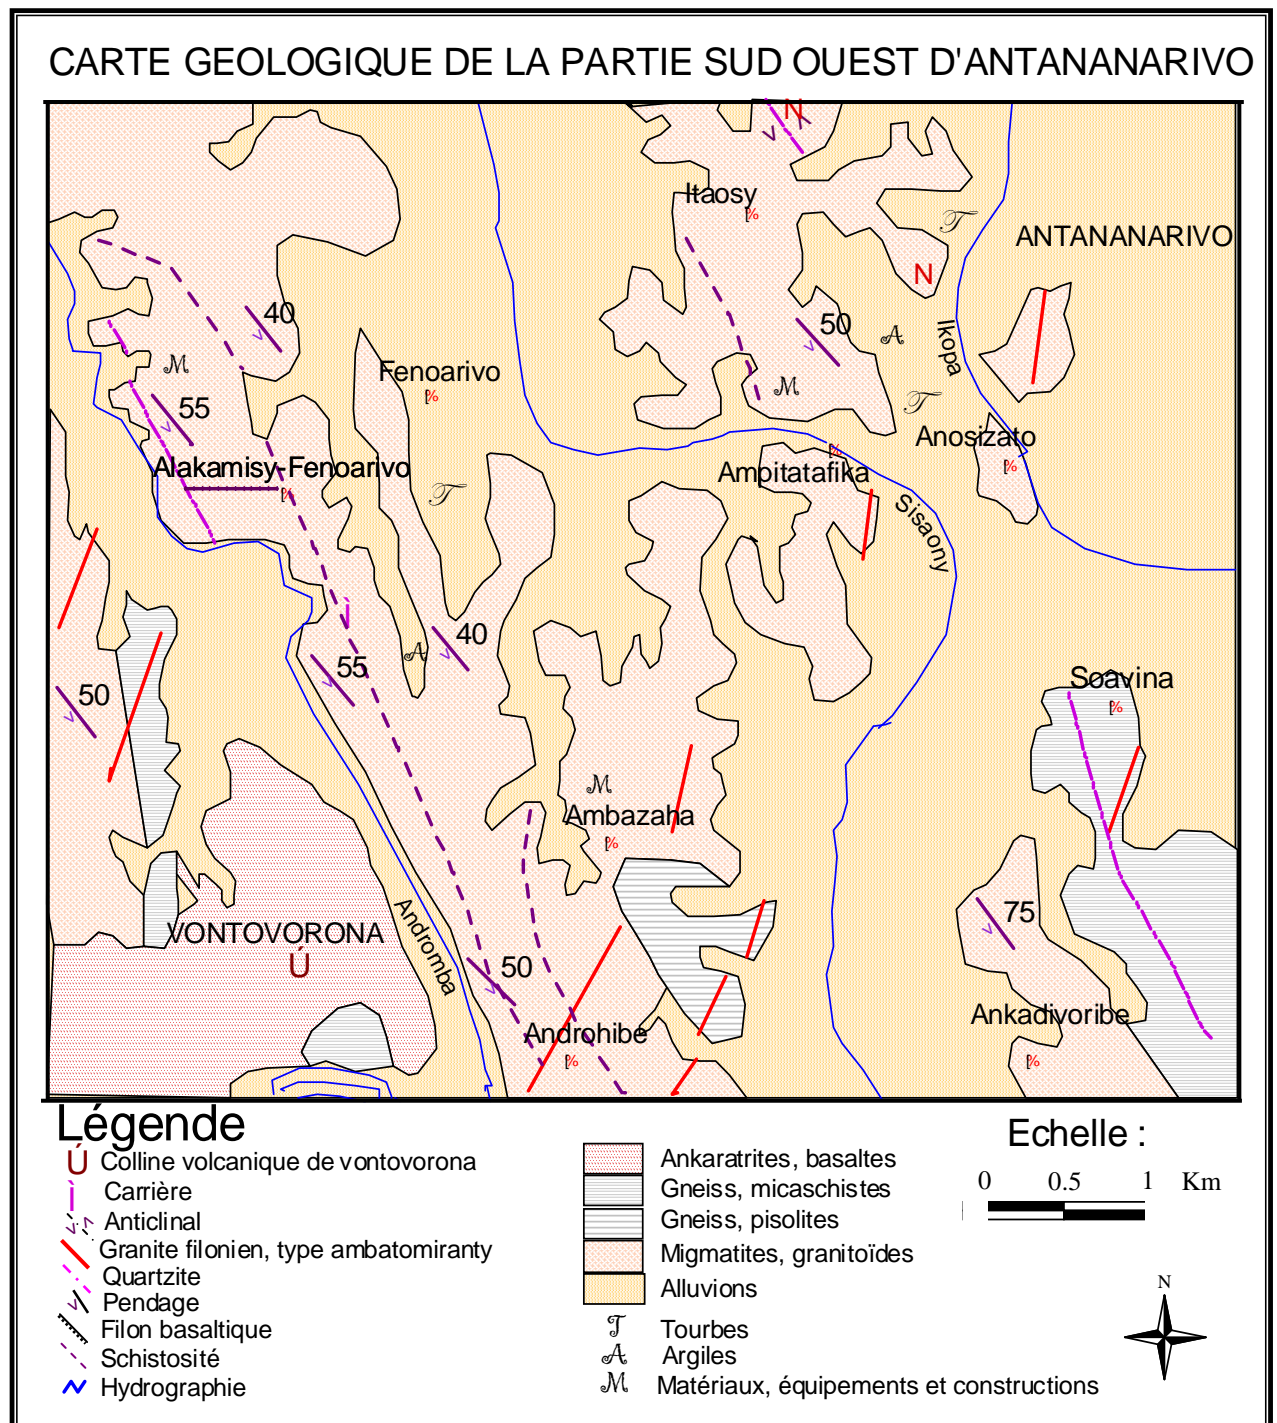 CARTE GEOLOGIQUE DE LA PARTIE SUD OUEST D'ANTANANARIVO
N
Itaosy
T
ANTANANARIVO
N
40
50
A
Ikopa
M
Fenoarivo
M
T
55
Anosizato
Alakamisy-Fenoarivo
Ampitatafika
T
Sisaony
40
A
55
50
Soavina
M
Ambazaha
Andromba
75
VONTOVORONA
Ú
50
Ankadivoribe
Androhibe
Légende
Ú Colline volcanique de vontovorona
Carrière
Anticlinal
Granite filonien, type ambatomiranty
Quartzite
Pendage
Filon basaltique
Schistosité
Hydrographie
Ankaratrites, basaltes
Gneiss, micaschistes
Gneiss, pisolites
Migmatites, granitoïdes
Alluvions
T Tourbes
A Argiles
M Matériaux, équipements et constructions
Echelle :
0 0.5 1 Km
N